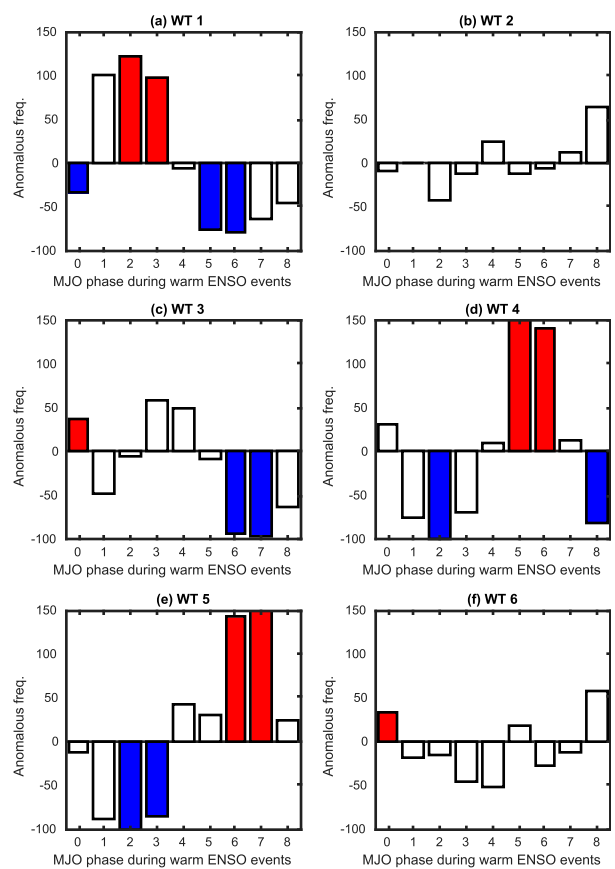 (a) WT 1
150
100
50
0
-50
-100
Anomalous freq.
0 1 2 3 4 5 6 7 8
MJO phase during warm ENSO events
(b) WT 2
150
100
50
0
-50
-100
Anomalous freq.
0 1 2 3 4 5 6 7 8
MJO phase during warm ENSO events
(c) WT 3
150
100
50
0
-50
-100
Anomalous freq.
0 1 2 3 4 5 6 7 8
MJO phase during warm ENSO events
(d) WT 4
150
100
50
0
-50
-100
Anomalous freq.
0 1 2 3 4 5 6 7 8
MJO phase during warm ENSO events
(e) WT 5
150
100
50
0
-50
-100
Anomalous freq.
0 1 2 3 4 5 6 7 8
MJO phase during warm ENSO events
(f) WT 6
150
100
50
0
-50
-100
Anomalous freq.
0 1 2 3 4 5 6 7 8
MJO phase during warm ENSO events